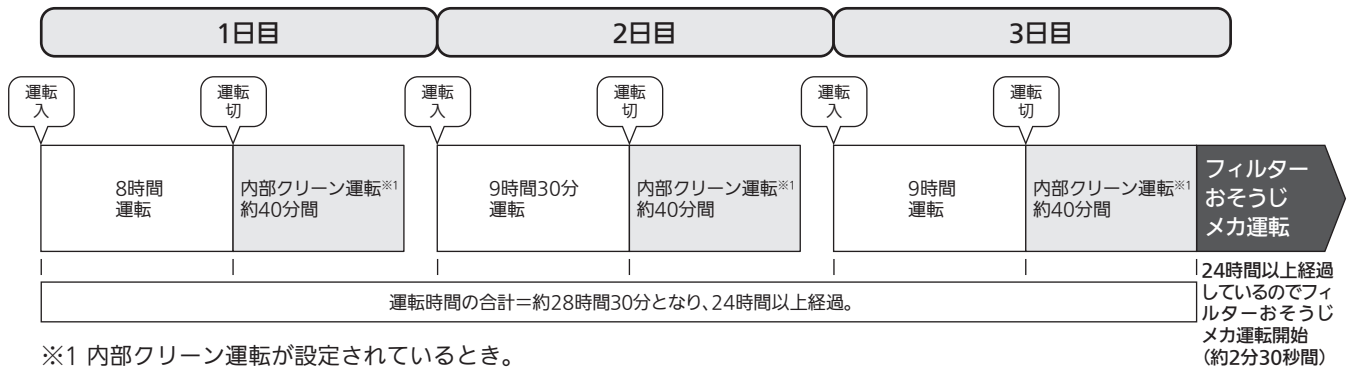 1日目
2日目
3日目
運転
入
運転
切
運転
入
運転
切
運転
入
運転
切
8時間
運転
内部クリーン運転※1
約40分間
9時間30分
運転
内部クリーン運転※1
約40分間
9時間
運転
内部クリーン運転※1
約40分間
フィルター
おそうじ
メカ運転
運転時間の合計＝約28時間30分となり、24時間以上経過。
24時間以上経過
しているのでフィ
ルターおそうじ
メカ運転開始
（約2分30秒間）
※1 内部クリーン運転が設定されているとき。